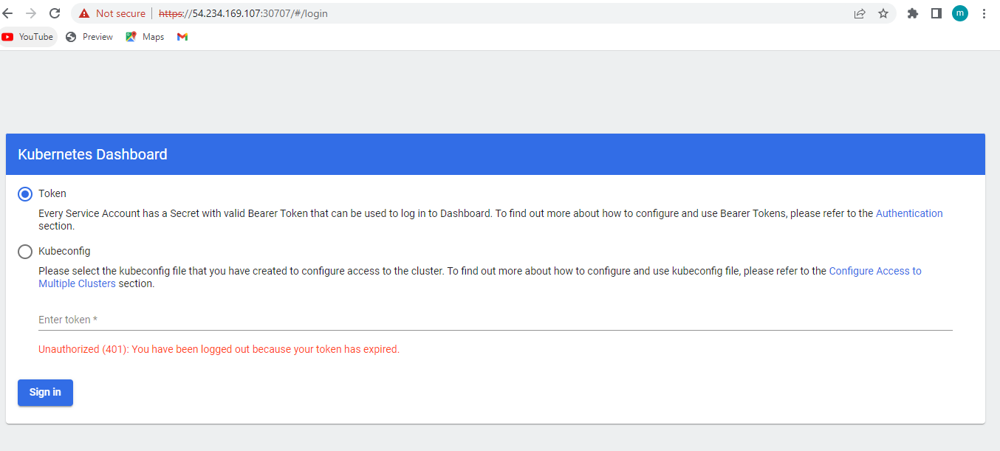 Not secure https://54.234.169.107:30707/#/login m
YouTube Preview Maps
Kubernetes Dashboard
Token
Every Service Account has a Secret with valid Bearer Token that can be used to log in to Dashboard. To find out more about how to configure and use Bearer Tokens, please refer to the Authentication
section.
Kubeconfig
Please select the kubeconfig file that you have created to configure access to the cluster. To find out more about how to configure and use kubeconfig file, please refer to the Configure Access to
Multiple Clusters section.
Enter token *
Unauthorized (401): You have been logged out because your token has expired.
Sign in